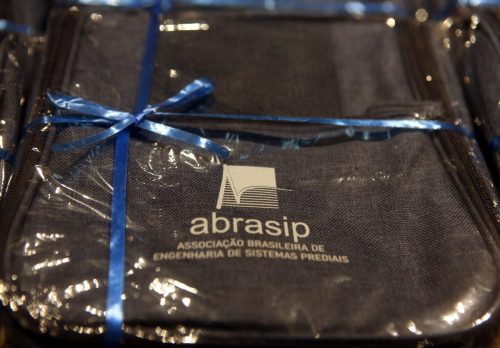 abrasip
ASSOCIAÇÃO BRASILEIRA DE
ENGENHARIA DE SISTEMAS PREDIAIS